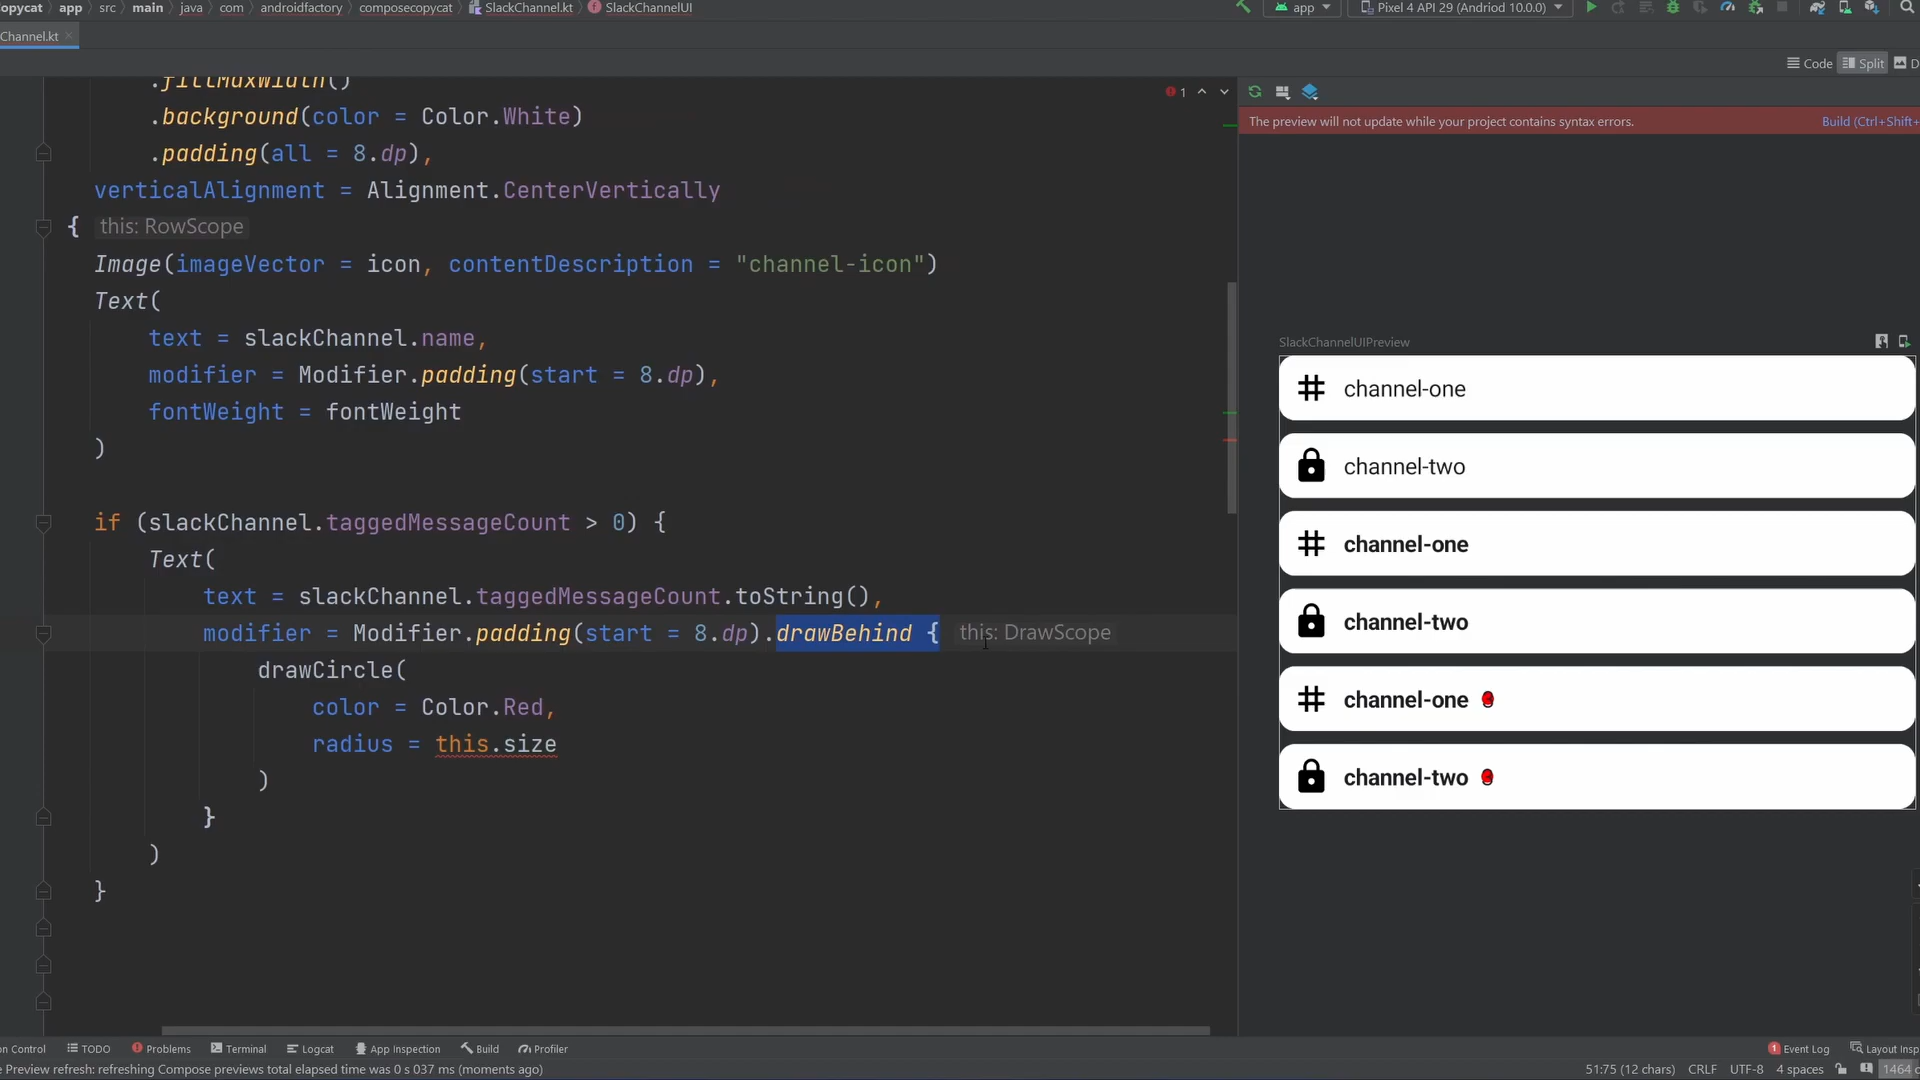 opycat › app › src › main › java › com › androidfactory › composecopycat › SlackChannel.kt › SlackChannelUI
app
Pixel 4 API 29 (Andriod 10.0.0)
Channel.kt
Code
Split
D
.fillMaxWidth()
1
.background(color = Color.White)
The preview will not update while your project contains syntax errors.
Build (Ctrl+Shift+
.padding(all = 8.dp),
verticalAlignment = Alignment.CenterVertically
{ this: RowScope
Image(imageVector = icon, contentDescription = "channel-icon")
Text(
text = slackChannel.name,
modifier = Modifier.padding(start = 8.dp),
fontWeight = fontWeight
)
if (slackChannel.taggedMessageCount > 0) {
Text(
text = slackChannel.taggedMessageCount.toString(),
modifier = Modifier.padding(start = 8.dp).drawBehind { this: DrawScope
drawCircle(
color = Color.Red,
radius = this.size
)
}
)
}
SlackChannelUIPreview
# channel-one
channel-two
# channel-one
channel-two
# channel-one
channel-two
on Control
TODO
Problems
Terminal
Logcat
App Inspection
Build
Profiler
1 Event Log
Layout Insp
e Preview refresh: refreshing Compose previews total elapsed time was 0 s 037 ms (moments ago)
51:75 (12 chars)
CRLF
UTF-8
4 spaces
1464